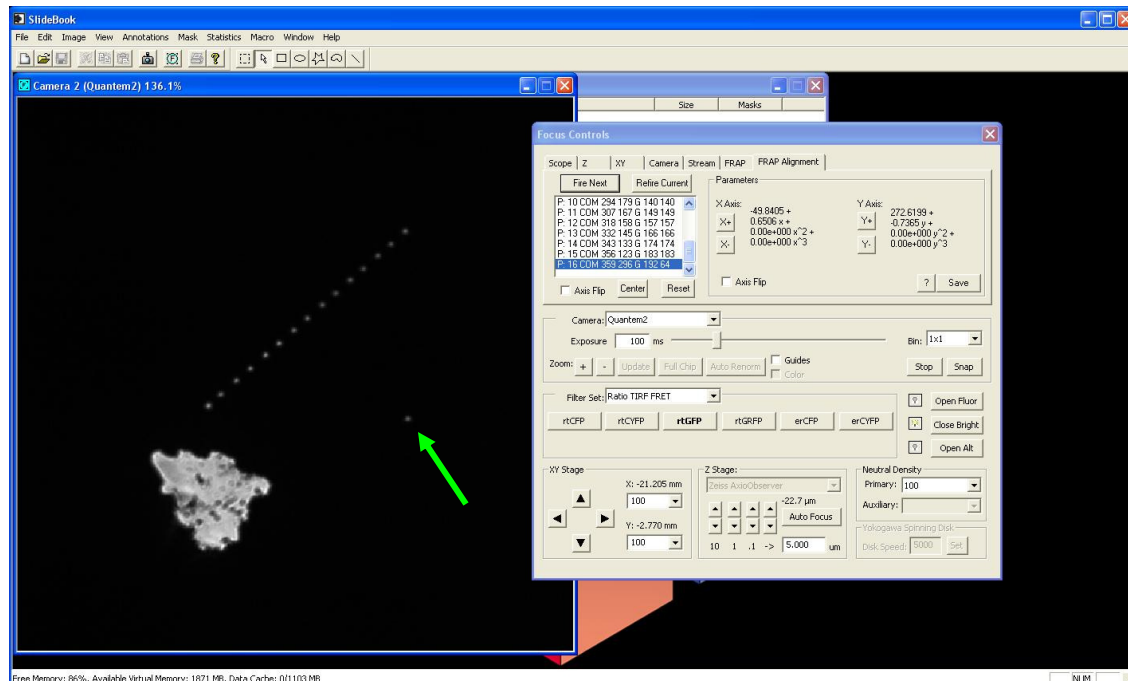 SlideBook
File Edit Image View Annotations Mask Statistics Macro Window Help
Camera 2 (Quantem2) 136.1%
Size Masks
Focus Controls
Scope Z XY Camera Stream FRAP FRAP Alignment
Fire Next Refire Current
P: 10 COM 294 179 G 140 140
P: 11 COM 307 167 G 149 149
P: 12 COM 318 158 G 157 157
P: 13 COM 332 145 G 166 166
P: 14 COM 343 133 G 174 174
P: 15 COM 356 123 G 183 183
P: 16 COM 359 296 G 192 64
Axis Flip Center Reset
Parameters
X Axis:
X+
X-
-49.8405 +
0.6506 x +
0.00e+000 x^2 +
0.00e+000 x^3
Y Axis:
Y+
Y-
272.6199 +
-0.7365 y +
0.00e+000 y^2 +
0.00e+000 y^3
Axis Flip ? Save
Camera: Quantem2
Exposure 100 ms Bin: 1x1
Zoom: + - Update Full Chip Auto Renorm Guides Color Stop Snap
Filter Set: Ratio TIRF FRET
rtCFP rtCYFP rtGFP rtGRFP erCFP erCYFP
Open Fluor
Close Bright
Open Alt
XY Stage
X: -21.205 mm
100
Y: -2.770 mm
100
Z Stage:
Zeiss AxioObserver
-22.7 µm
Auto Focus
10 1 .1 -> 5.000 um
Neutral Density
Primary: 100
Auxiliary:
Yokogawa Spinning Disk
Disk Speed: 5000 Set
Free Memory: 86%, Available Virtual Memory: 1871 MB, Data Cache: 0/1103 MB
NUM